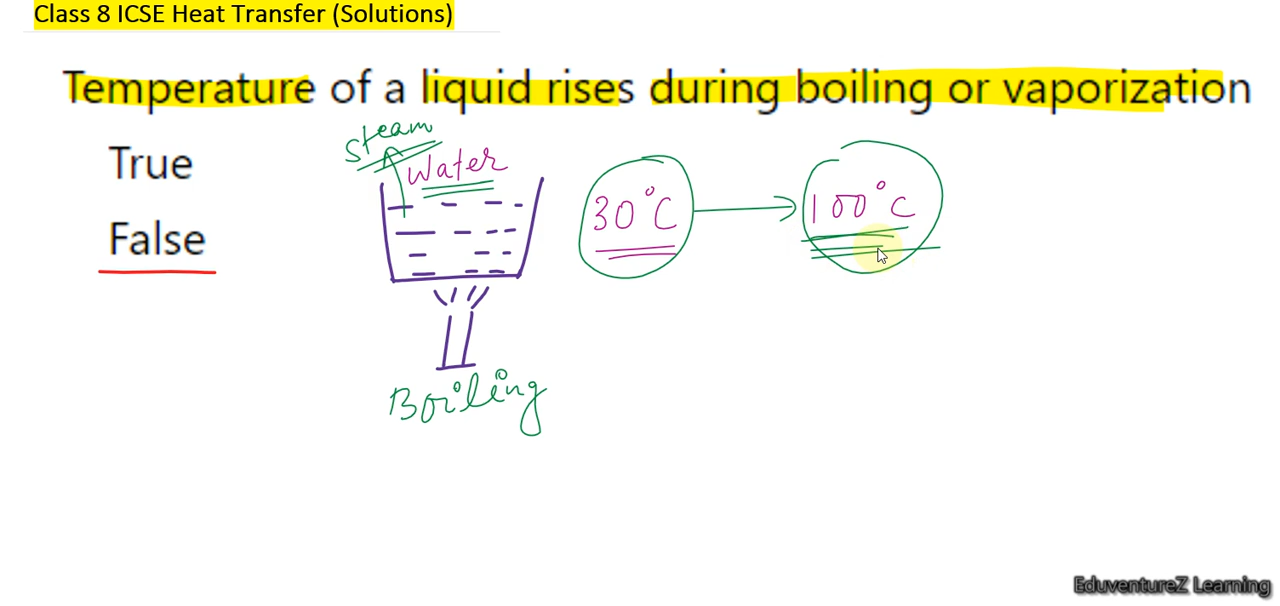 Class 8 ICSE Heat Transfer (Solutions)
Temperature of a liquid rises during boiling or vaporization
True
False
Steam
Water
30°C
100°C
Boiling
EduventureZ Learning